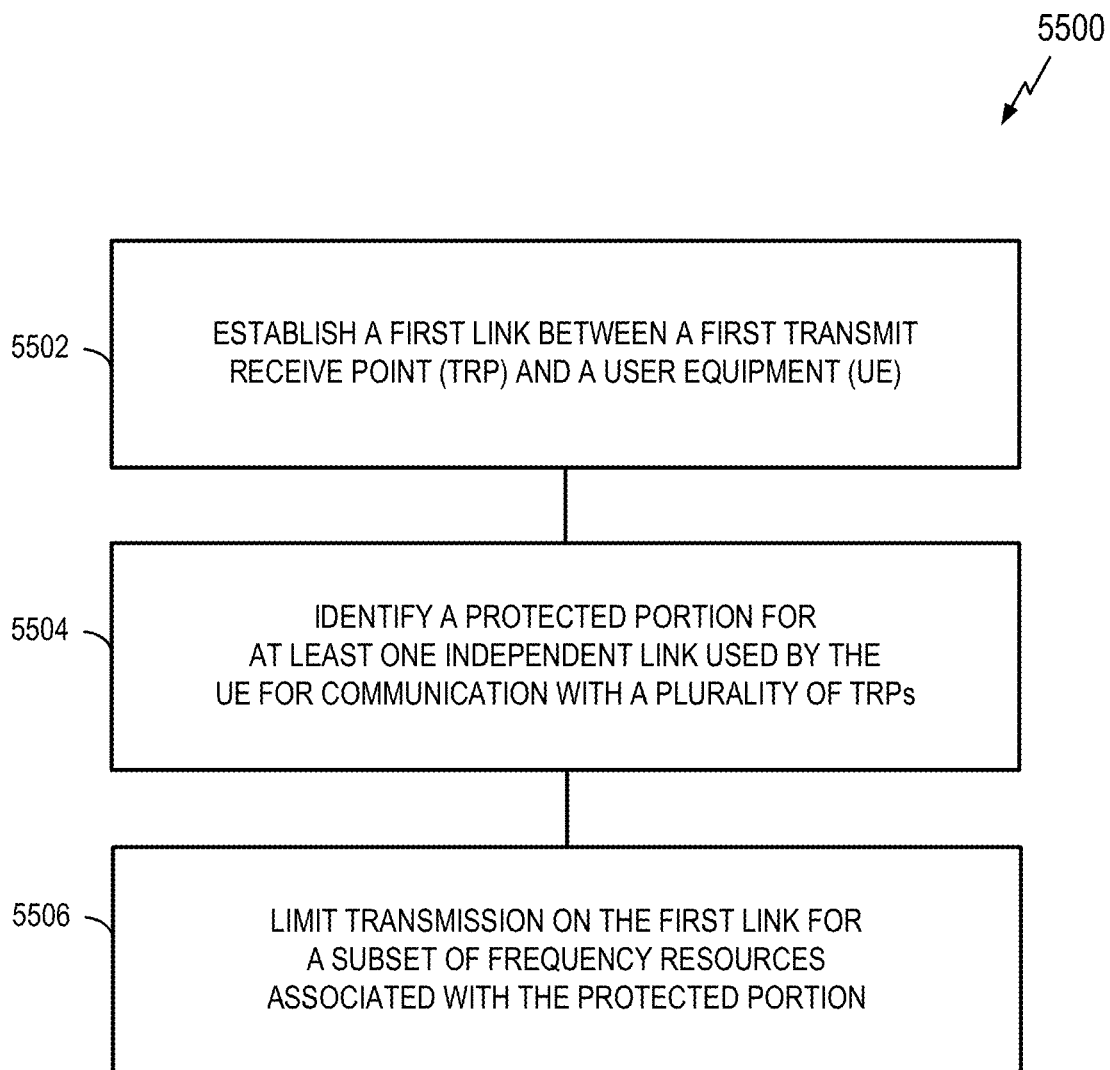 5500
5502
ESTABLISH A FIRST LINK BETWEEN A FIRST TRANSMIT
RECEIVE POINT (TRP) AND A USER EQUIPMENT (UE)
5504
IDENTIFY A PROTECTED PORTION FOR
AT LEAST ONE INDEPENDENT LINK USED BY THE
UE FOR COMMUNICATION WITH A PLURALITY OF TRPs
5506
LIMIT TRANSMISSION ON THE FIRST LINK FOR
A SUBSET OF FREQUENCY RESOURCES
ASSOCIATED WITH THE PROTECTED PORTION